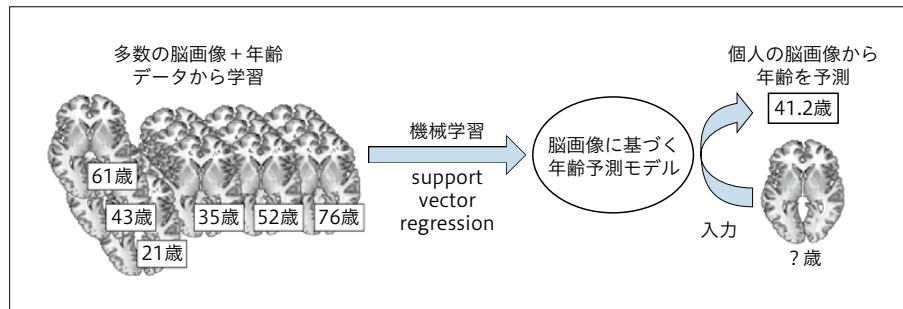 多数の脳画像+年齢
データから学習
61歳
43歳
21歳
35歳
52歳
76歳
機械学習
support
vector
regression
脳画像に基づく
年齢予測モデル
個人の脳画像から
年齢を予測
41.2歳
入力
?歳